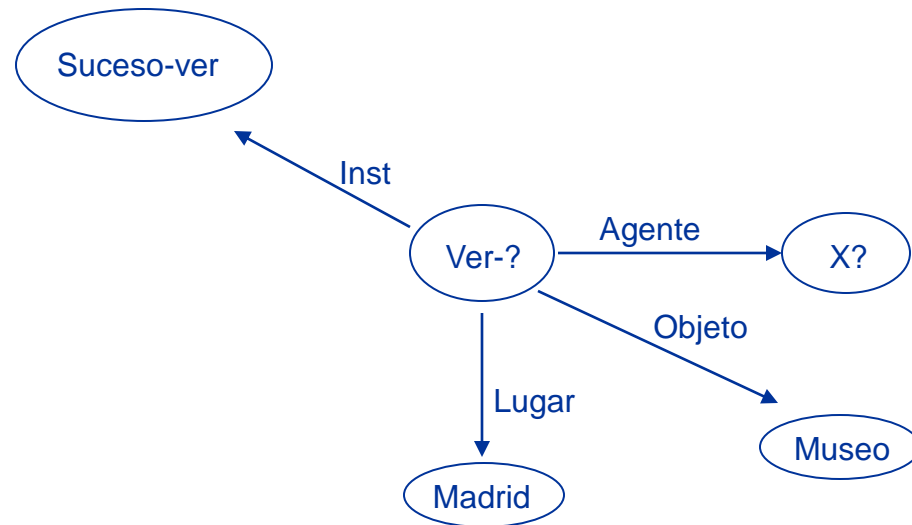 Suceso-ver
Inst
Agente
Ver-?
X?
Objeto
Lugar
Museo
Madrid